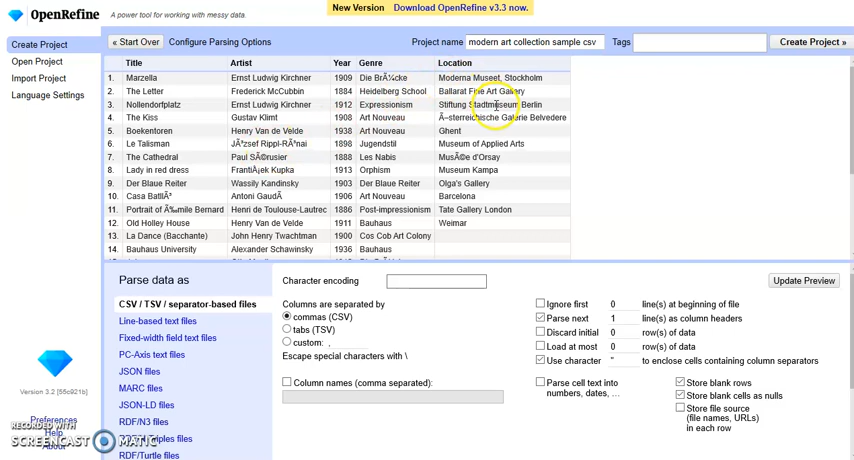 New Version Download OpenRefine v3.3 now.
OpenRefine A power tool for working with messy data.
Create Project
Open Project
Import Project
Language Settings
« Start Over Configure Parsing Options Project name modern art collection sample csv Tags Create Project »
Title Artist Year Genre Location
1. Marzella Ernst Ludwig Kirchner 1909 Die BrÃ¼cke Moderna Museet, Stockholm
2. The Letter Frederick McCubbin 1884 Heidelberg School Ballarat Fine Art Gallery
3. Nollendorfplatz Ernst Ludwig Kirchner 1912 Expressionism Stiftung Stadtmuseum Berlin
4. The Kiss Gustav Klimt 1908 Art Nouveau Ã–sterreichische Galerie Belvedere
5. Boekentoren Henry Van de Velde 1938 Art Nouveau Ghent
6. Le Talisman JÃ³zsef Rippl-RÃ³nai 1898 Jugendstil Museum of Applied Arts
7. The Cathedral Paul SÃ©rusier 1888 Les Nabis MusÃ©e d'Orsay
8. Lady in red dress FrantiÅ¡ek Kupka 1913 Orphism Museum Kampa
9. Der Blaue Reiter Wassily Kandinsky 1903 Der Blaue Reiter Olga's Gallery
10. Casa BatllÃ³ Antoni GaudÃ­ 1906 Art Nouveau Barcelona
11. Portrait of Ã‰mile Bernard Henri de Toulouse-Lautrec 1886 Post-impressionism Tate Gallery London
12. Old Holley House Henry Van de Velde 1911 Bauhaus Weimar
13. La Dance (Bacchante) John Henry Twachtman 1900 Cos Cob Art Colony
14. Bauhaus University Alexander Schawinsky 1936 Bauhaus
Parse data as
CSV / TSV / separator-based files
Line-based text files
Fixed-width field text files
PC-Axis text files
JSON files
MARC files
JSON-LD files
RDF/N3 files
Triples files
RDF/Turtle files
Character encoding
Update Preview
Columns are separated by
commas (CSV)
tabs (TSV)
custom: ,
Escape special characters with \
Column names (comma separated):
Ignore first 0 line(s) at beginning of file
Parse next 1 line(s) as column headers
Discard initial 0 row(s) of data
Load at most 0 row(s) of data
Use character " to enclose cells containing column separators
Parse cell text into
numbers, dates, ...
Store blank rows
Store blank cells as nulls
Store file source
(file names, URLs)
in each row
Version 3.2 [55c921b]
Preferences
Help
About
RECORDED WITH
SCREENCAST MATIC